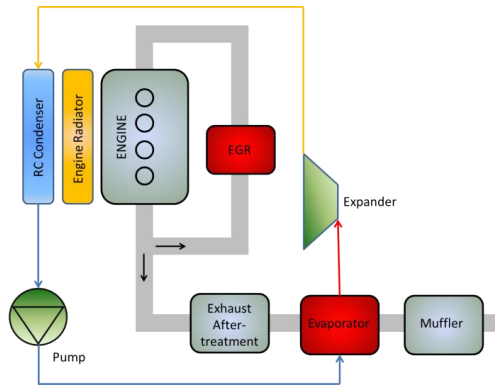 RC Condenser
Engine Radiator
ENGINE
EGR
Expander
Exhaust
After-
treatment
Evaporator
Muffler
Pump